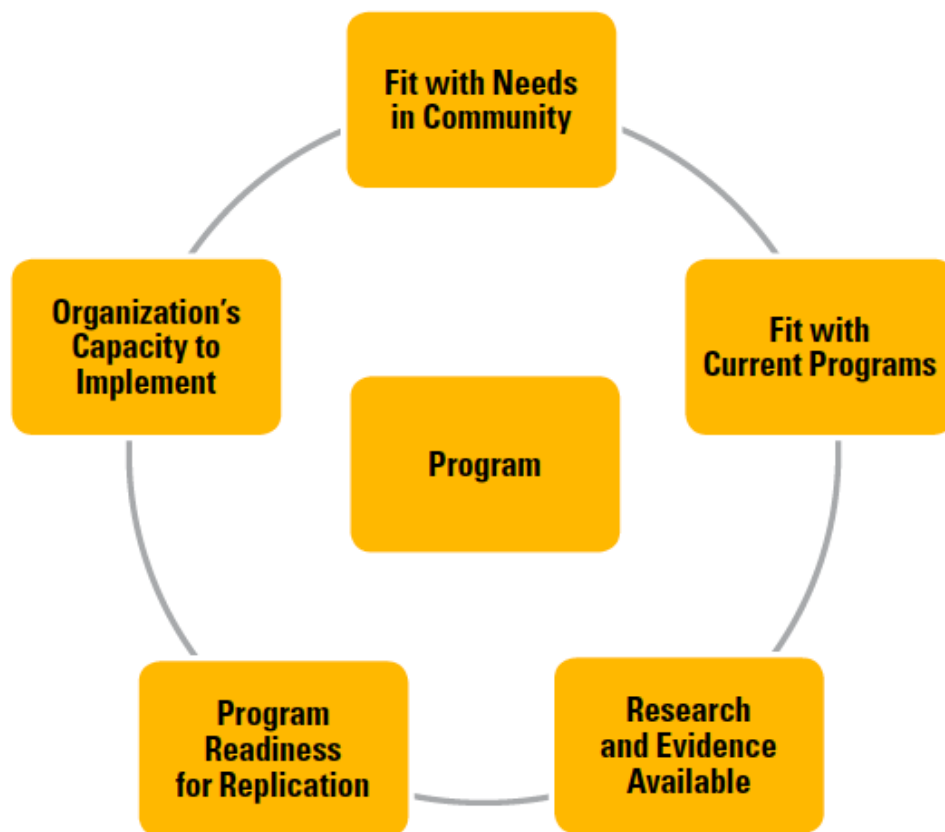 Fit with Needs
in Community
Organization’s
Capacity to
Implement
Fit with
Current Programs
Program
Program
Readiness
for Replication
Research
and Evidence
Available